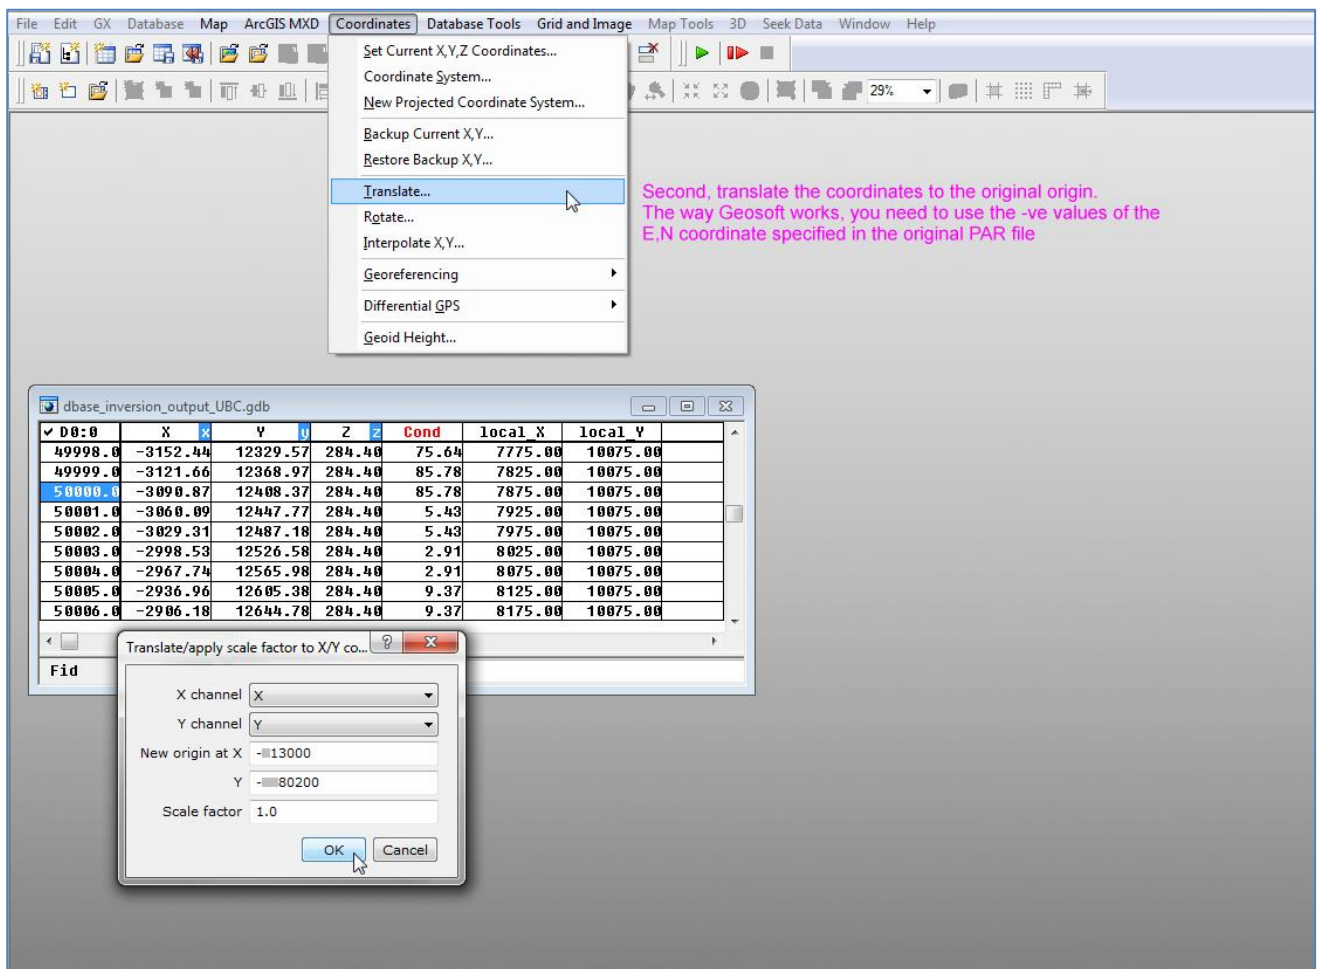 File Edit GX Database Map ArcGIS MXD Coordinates Database Tools Grid and Image Map Tools 3D Seek Data Window Help
Set Current X,Y,Z Coordinates...
Coordinate System...
New Projected Coordinate System...
29%
Backup Current X,Y...
Restore Backup X,Y...
Translate...
Rotate...
Interpolate X,Y...
Georeferencing
Differential GPS
Geoid Height...
Second, translate the coordinates to the original origin.
The way Geosoft works, you need to use the -ve values of the
E,N coordinate specified in the original PAR file
dbase_inversion_output_UBC.gdb
D0:0 X x Y y Z z Cond local_X local_Y
49998.0 -3152.44 12329.57 284.40 75.64 7775.00 10075.00
49999.0 -3121.66 12368.97 284.40 85.78 7825.00 10075.00
50000.0 -3090.87 12408.37 284.40 85.78 7875.00 10075.00
50001.0 -3060.09 12447.77 284.40 5.43 7925.00 10075.00
50002.0 -3029.31 12487.18 284.40 5.43 7975.00 10075.00
50003.0 -2998.53 12526.58 284.40 2.91 8025.00 10075.00
50004.0 -2967.74 12565.98 284.40 2.91 8075.00 10075.00
50005.0 -2936.96 12605.38 284.40 9.37 8125.00 10075.00
50006.0 -2906.18 12644.78 284.40 9.37 8175.00 10075.00
Fid
Translate/apply scale factor to X/Y co...
X channel X
Y channel Y
New origin at X - 13000
Y - 80200
Scale factor 1.0
OK Cancel